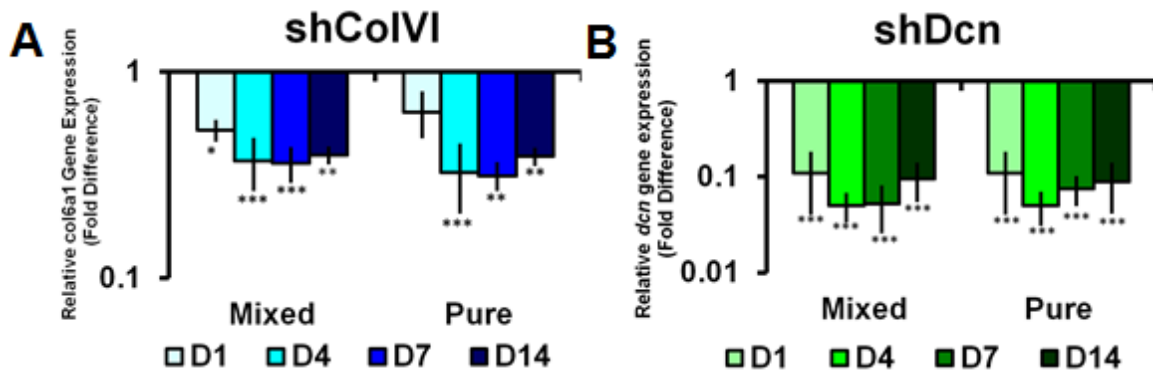 A
shColVI
Relative col6a1 Gene Expression
(Fold Difference)
1
0.1
*
***
***
**
***
**
**
Mixed
Pure
D1
D4
D7
D14
B
shDcn
Relative dcn gene expression
(Fold Difference)
1
0.1
0.01
***
***
***
***
***
***
***
***
Mixed
Pure
D1
D4
D7
D14